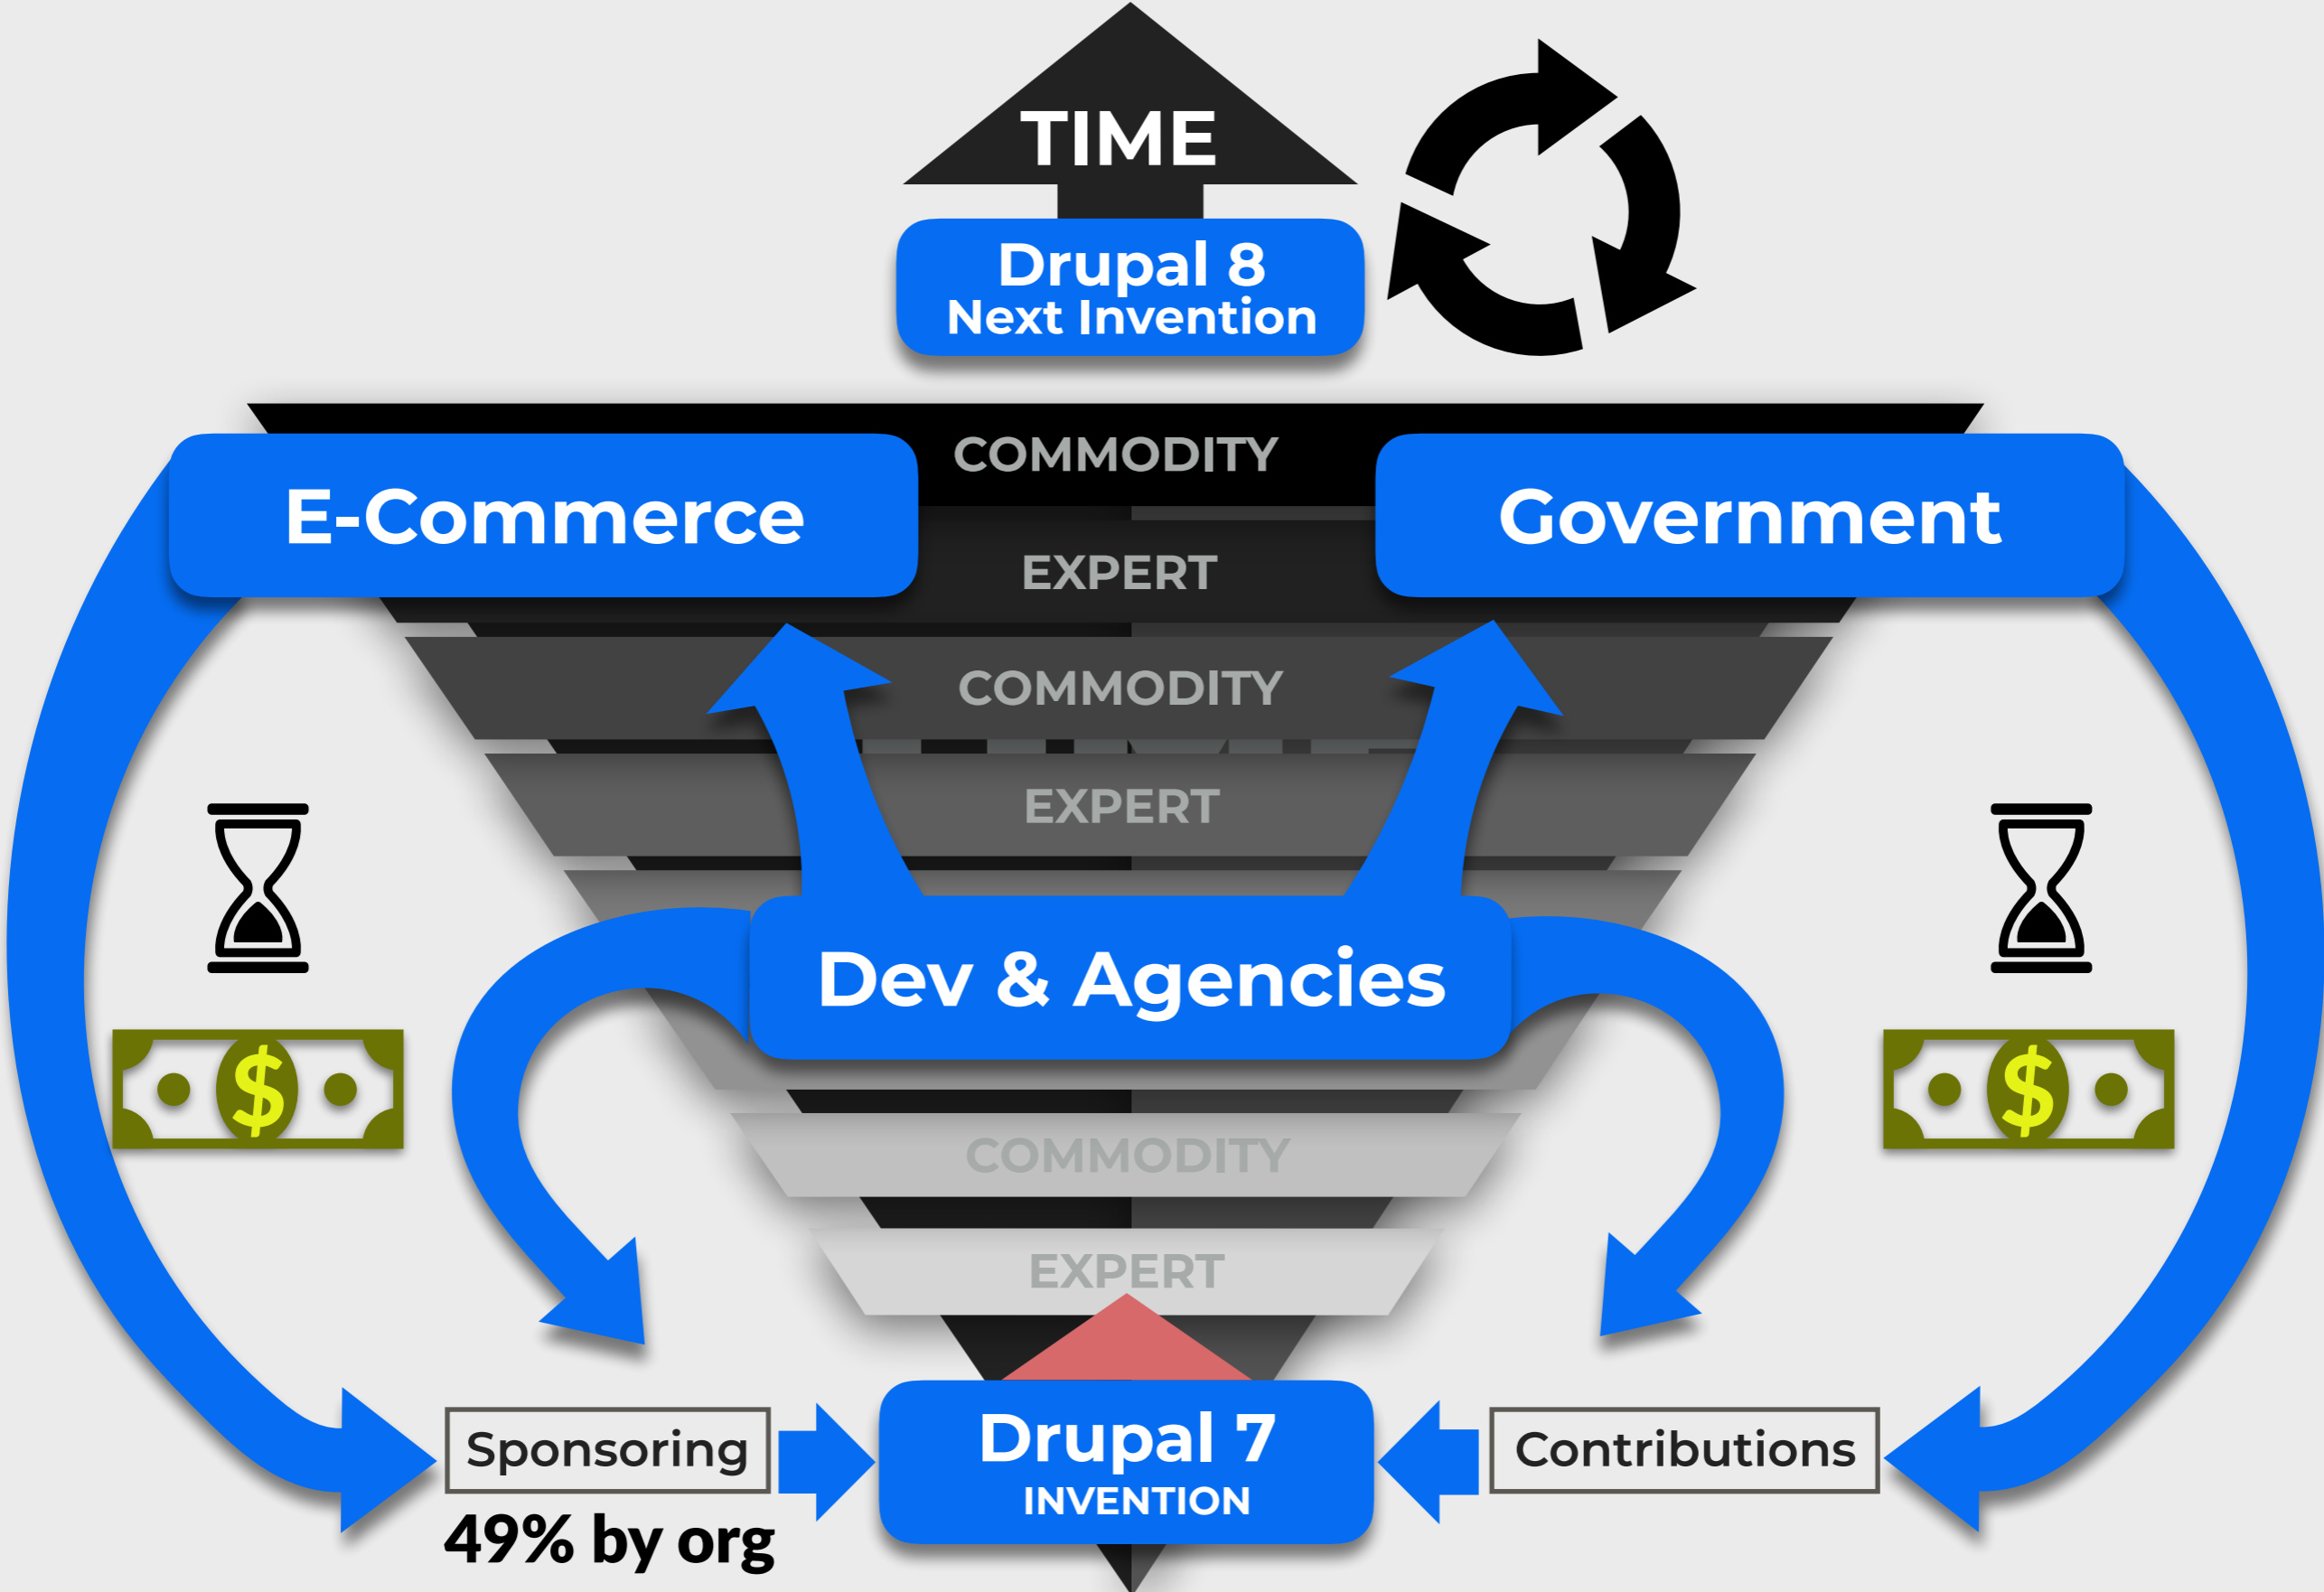 TIME
Drupal 8
Next Invention
COMMODITY
E-Commerce
Government
EXPERT
COMMODITY
EXPERT
Dev & Agencies
$
$
COMMODITY
EXPERT
Drupal 7
INVENTION
Sponsoring
Contributions
49% by org